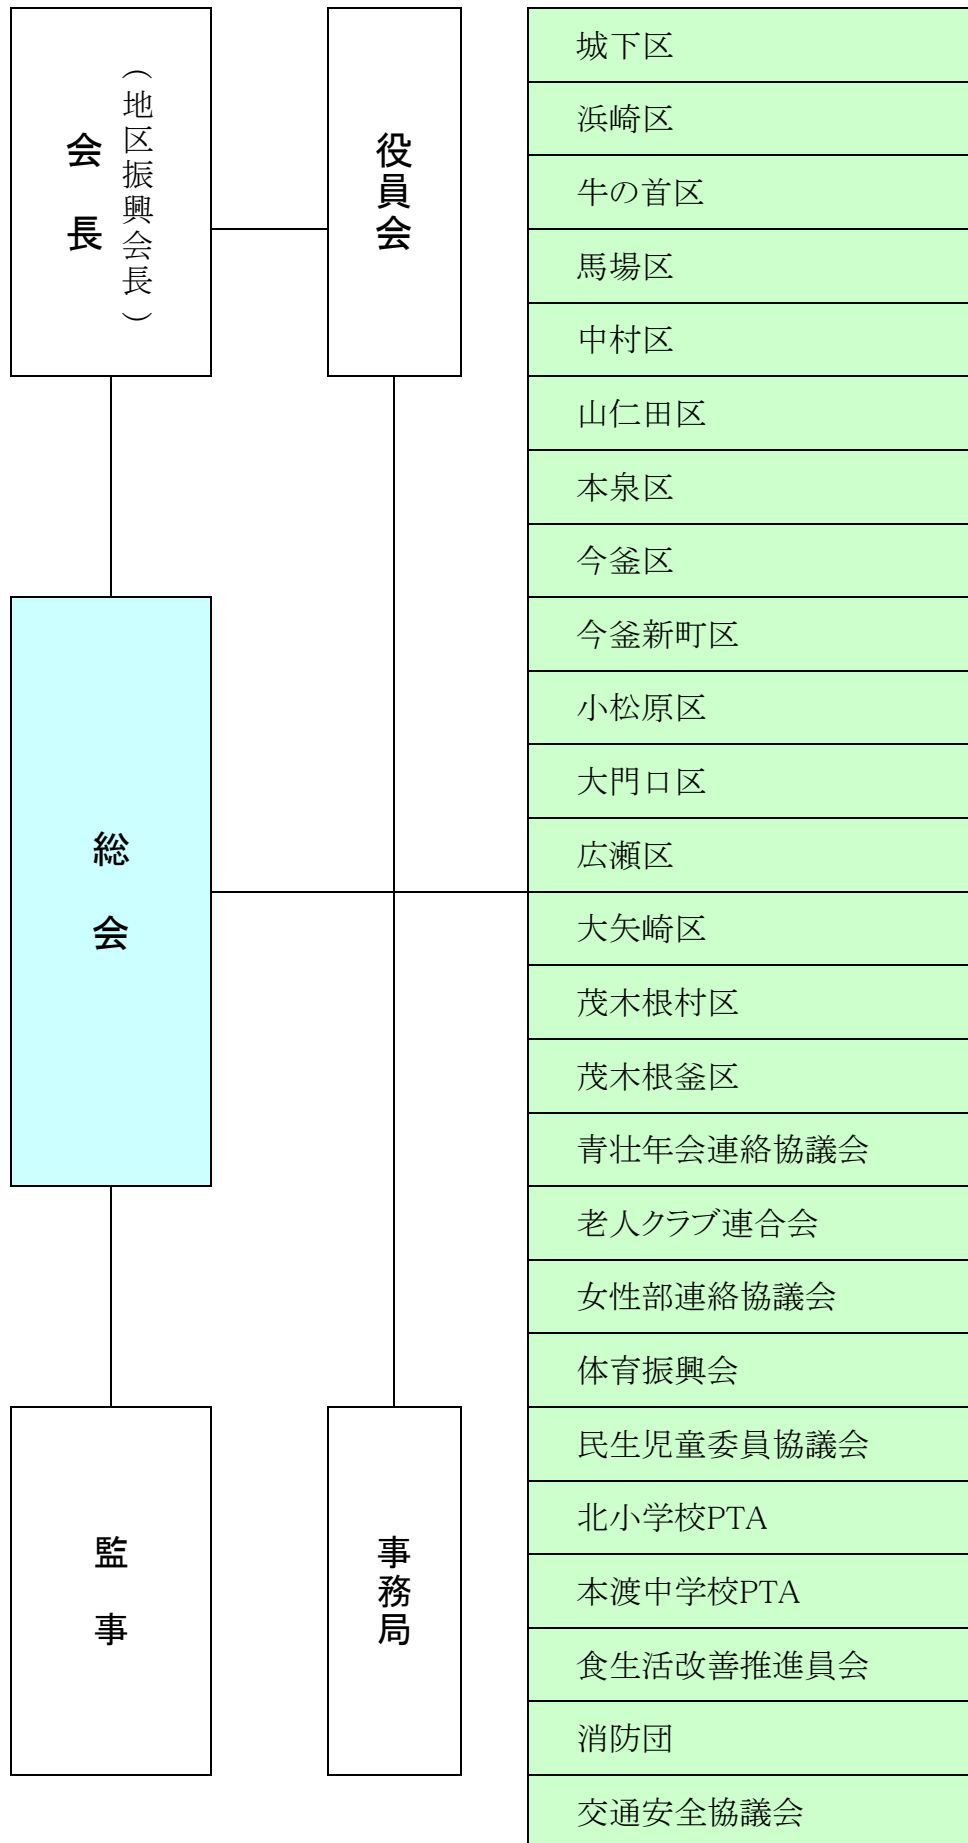 会長
（地区振興会長）
役員会
総会
監事
事務局
城下区
浜崎区
牛の首区
馬場区
中村区
山仁田区
本泉区
今釜区
今釜新町区
小松原区
大門口区
広瀬区
大矢崎区
茂木根村区
茂木根釜区
青壮年会連絡協議会
老人クラブ連合会
女性部連絡協議会
体育振興会
民生児童委員協議会
北小学校PTA
本渡中学校PTA
食生活改善推進員会
消防団
交通安全協議会